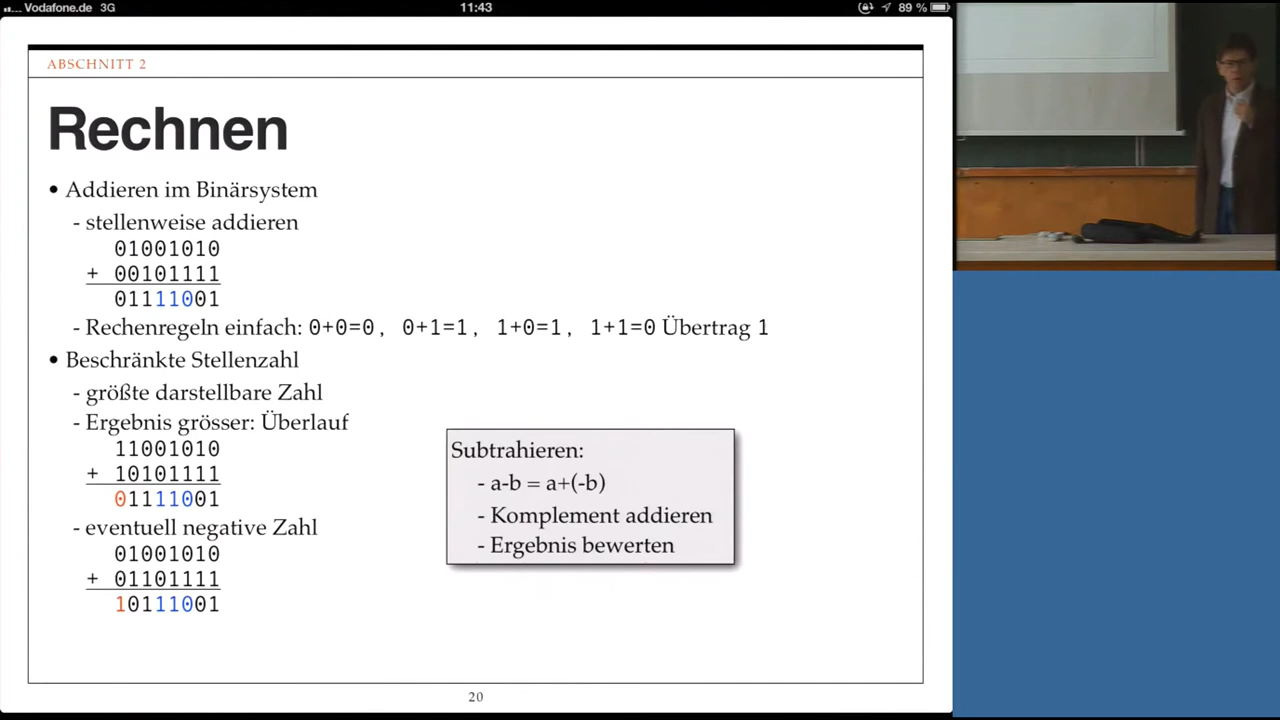 Vodafone.de 3G 11:43 89 %
ABSCHNITT 2
Rechnen
• Addieren im Binärsystem
- stellenweise addieren
01001010
+ 00101111
01111001
- Rechenregeln einfach: 0+0=0, 0+1=1, 1+0=1, 1+1=0 Übertrag 1
• Beschränkte Stellenzahl
- größte darstellbare Zahl
- Ergebnis grösser: Überlauf
11001010
+ 10101111
01111001
- eventuell negative Zahl
01001010
+ 01101111
10111001
Subtrahieren:
- a-b = a+(-b)
- Komplement addieren
- Ergebnis bewerten
20